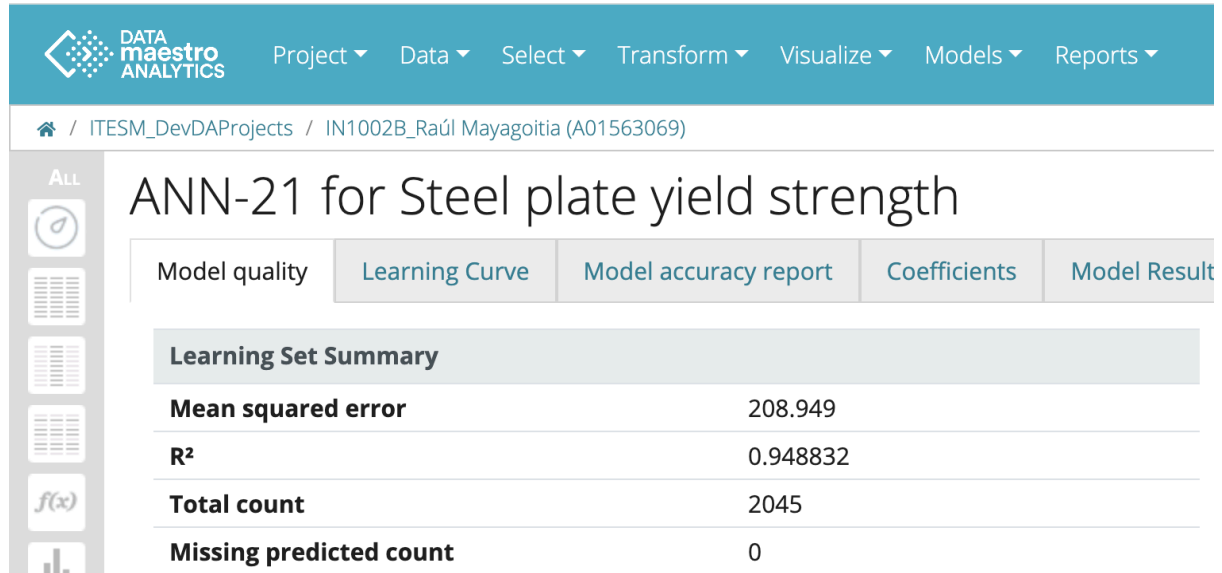 DATA
maestro
ANALYTICS
Project Data Select Transform Visualize Models Reports
/ ITESM_DevDAProjects / IN1002B_Raúl Mayagoitia (A01563069)
ALL
ANN-21 for Steel plate yield strength
Model quality Learning Curve Model accuracy report Coefficients Model Result
Learning Set Summary
Mean squared error 208.949
R² 0.948832
f(x)
Total count 2045
Missing predicted count 0